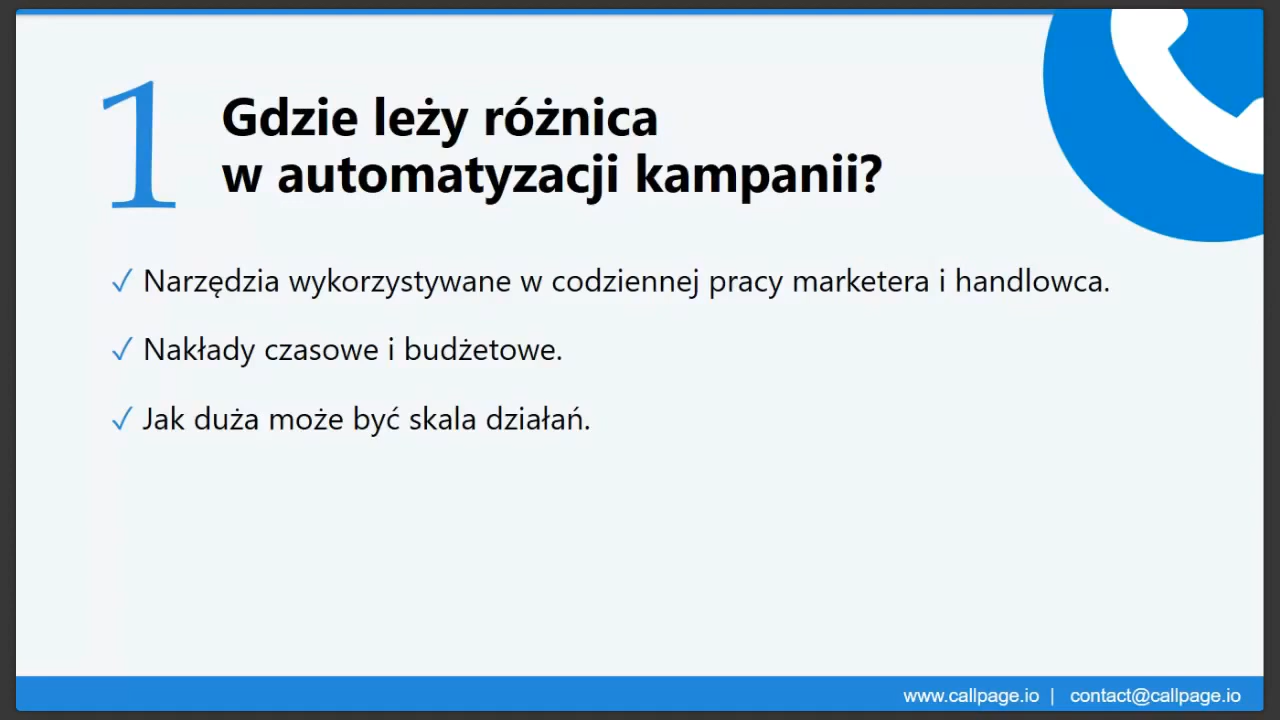 1
Gdzie leży różnica
w automatyzacji kampanii?
✓ Narzędzia wykorzystywane w codziennej pracy marketera i handlowca.
✓ Nakłady czasowe i budżetowe.
✓ Jak duża może być skala działań.
www.callpage.io | contact@callpage.io